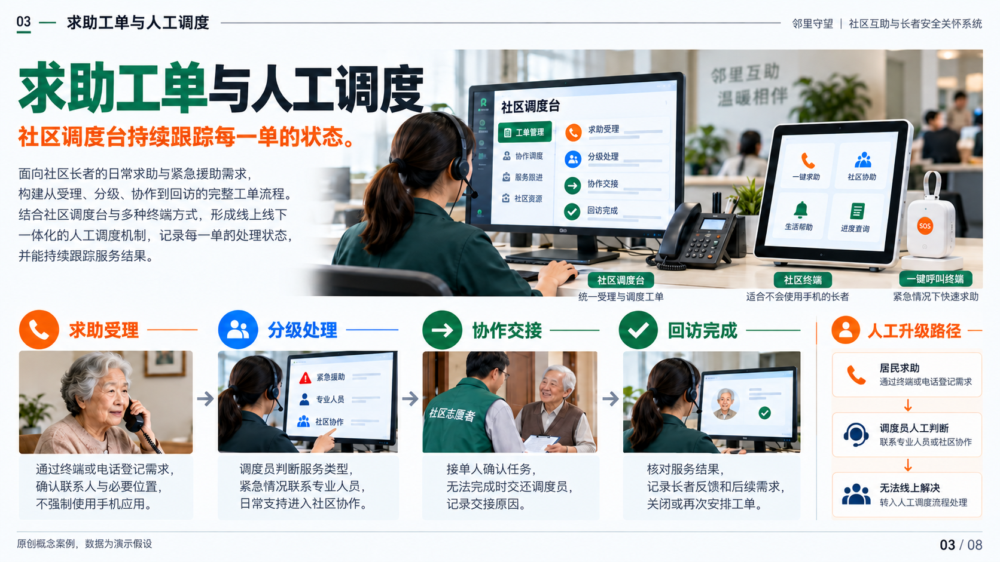 03 — 求助工单与人工调度
邻里守望 | 社区互助与长者安全关怀系统
求助工单与人工调度
社区调度台持续跟踪每一单的状态。
面向社区长者的日常求助与紧急援助需求，
构建从受理、分级、协作到回访的完整工单流程。
结合社区调度台与多种终端方式，形成线上线下
一体化的人工调度机制，记录每一单的处理状态，
并能持续跟踪服务结果。
邻里互助
温暖相伴
社区调度台
工单管理
协作调度
服务跟进
社区资源
求助受理
分级处理
协作交接
回访完成
一键求助
社区协助
生活帮助
进度查询
SOS
社区调度台
统一受理与调度工单
社区终端
适合不会使用手机的长者
一键呼叫终端
紧急情况下快速求助
求助受理
通过终端或电话登记需求，
确认联系人与必要位置，
不强制使用手机应用。
分级处理
紧急援助
专业人员
社区协作
调度员判断服务类型，
紧急情况联系专业人员，
日常支持进入社区协作。
协作交接
社区志愿者
接单人确认任务，
无法完成时交还调度员，
记录交接原因。
回访完成
核对服务结果，
记录长者反馈和后续需求，
关闭或再次安排工单。
人工升级路径
居民求助
通过终端或电话登记需求
调度员人工判断
联系专业人员或社区协作
无法线上解决
转入人工调度流程处理
原创概念案例，数据为演示假设
03 / 08